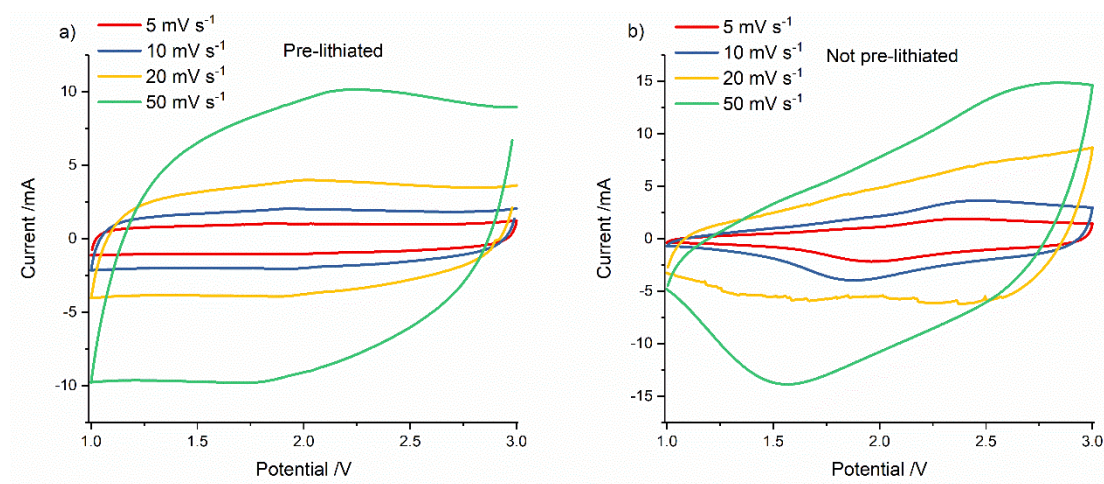 a)
5 mV s⁻¹
10 mV s⁻¹
20 mV s⁻¹
50 mV s⁻¹
Pre-lithiated
10
5
0
-5
-10
Current /mA
1.0 1.5 2.0 2.5 3.0
Potential /V
b)
5 mV s⁻¹
10 mV s⁻¹
20 mV s⁻¹
50 mV s⁻¹
Not pre-lithiated
15
10
5
0
-5
-10
-15
Current /mA
1.0 1.5 2.0 2.5 3.0
Potential /V